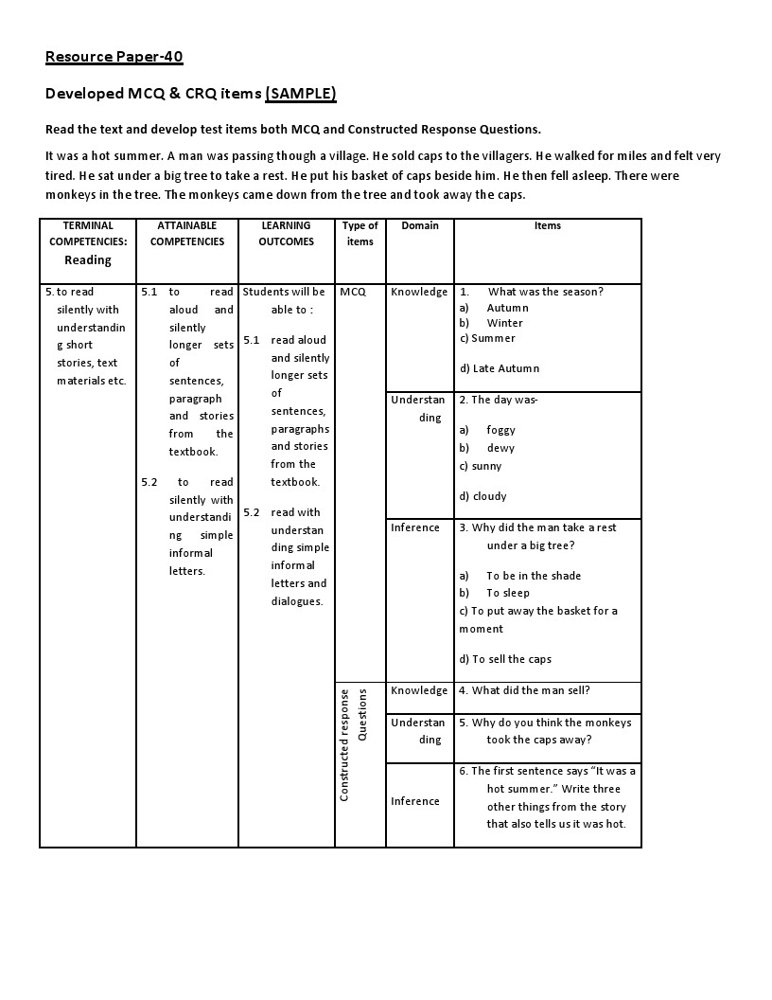 Resource Paper-40
Developed MCQ & CRQ items (SAMPLE)
Read the text and develop test items both MCQ and Constructed Response Questions.
It was a hot summer. A man was passing though a village. He sold caps to the villagers. He walked for miles and felt very
tired. He sat under a big tree to take a rest. He put his basket of caps beside him. He then fell asleep. There were
monkeys in the tree. The monkeys came down from the tree and took away the caps.
TERMINAL
COMPETENCIES:
Reading
ATTAINABLE
COMPETENCIES
LEARNING
OUTCOMES
Type of
items
Domain
Items
5. to read
silently with
understandin
g short
stories, text
materials etc.
5.1 to read
aloud and
silently
longer sets
of
sentences,
paragraph
and stories
from the
textbook.
5.2 to read
silently with
understandi
ng simple
informal
letters.
Students will be
able to :
5.1 read aloud
and silently
longer sets
of
sentences,
paragraphs
and stories
from the
textbook.
5.2 read with
understan
ding simple
informal
letters and
dialogues.
MCQ
Knowledge
1. What was the season?
a) Autumn
b) Winter
c) Summer
d) Late Autumn
Understan
ding
2. The day was-
a) foggy
b) dewy
c) sunny
d) cloudy
Inference
3. Why did the man take a rest
under a big tree?
a) To be in the shade
b) To sleep
c) To put away the basket for a
moment
d) To sell the caps
Constructed response
Questions
Knowledge
4. What did the man sell?
Understan
ding
5. Why do you think the monkeys
took the caps away?
Inference
6. The first sentence says “It was a
hot summer.” Write three
other things from the story
that also tells us it was hot.